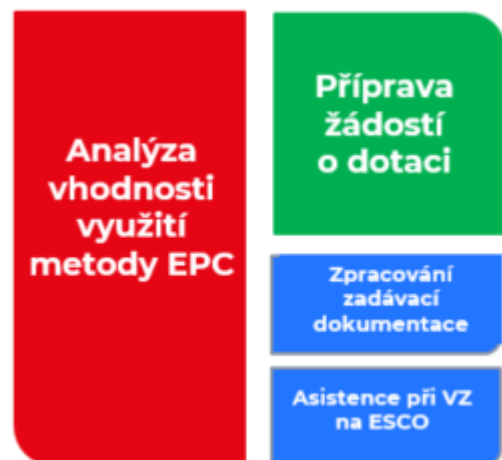 Analýza
vhodnosti
využití
metody EPC
Příprava
žádostí
o dotaci
Zpracování
zadávací
dokumentace
Asistence při VZ
na ESCO